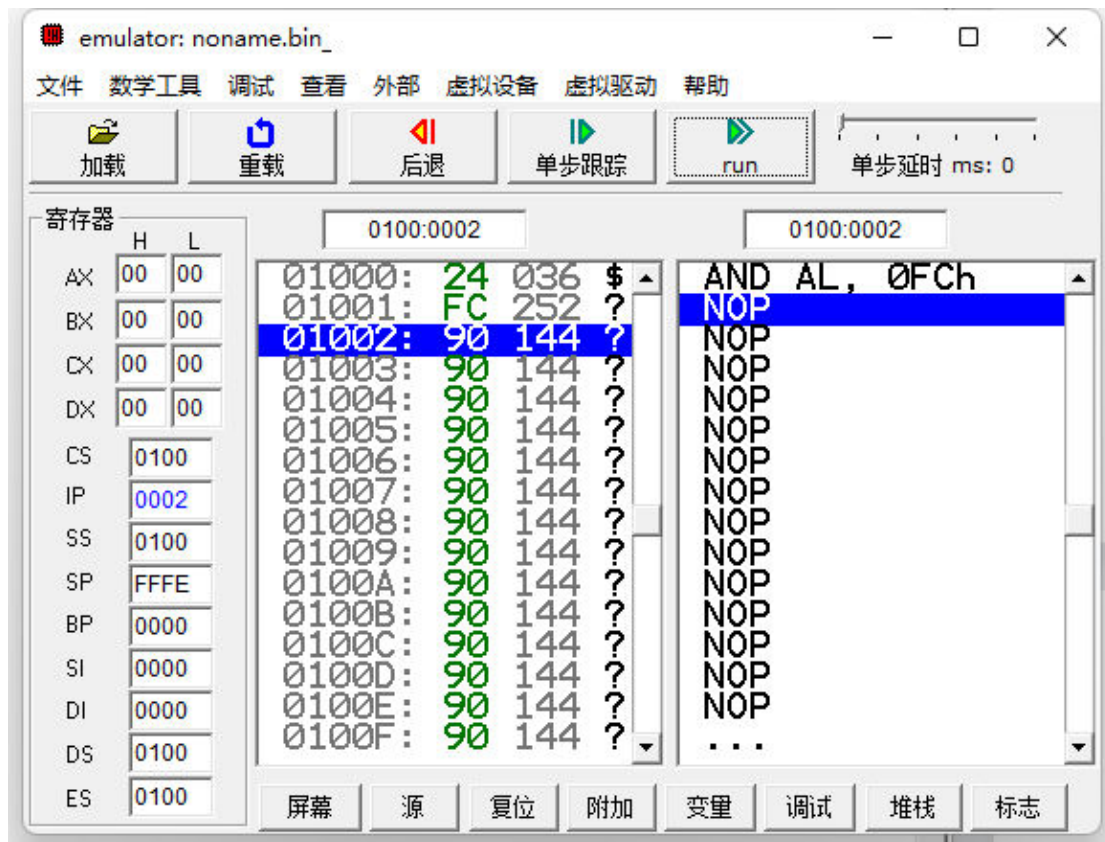 emulator: noname.bin_
文件 数学工具 调试 查看 外部 虚拟设备 虚拟驱动 帮助
加载 重载 后退 单步跟踪 run 单步延时 ms: 0
寄存器
H L
0100:0002 0100:0002
AX 00 00
BX 00 00
CX 00 00
DX 00 00
CS 0100
IP 0002
SS 0100
SP FFFE
BP 0000
SI 0000
DI 0000
DS 0100
ES 0100
01000: 24 036 $
01001: FC 252 ?
01002: 90 144 ?
01003: 90 144 ?
01004: 90 144 ?
01005: 90 144 ?
01006: 90 144 ?
01007: 90 144 ?
01008: 90 144 ?
01009: 90 144 ?
0100A: 90 144 ?
0100B: 90 144 ?
0100C: 90 144 ?
0100D: 90 144 ?
0100E: 90 144 ?
0100F: 90 144 ?
AND AL, 0FCh
NOP
NOP
NOP
NOP
NOP
NOP
NOP
NOP
NOP
NOP
NOP
NOP
NOP
NOP
...
屏幕 源 复位 附加 变量 调试 堆栈 标志